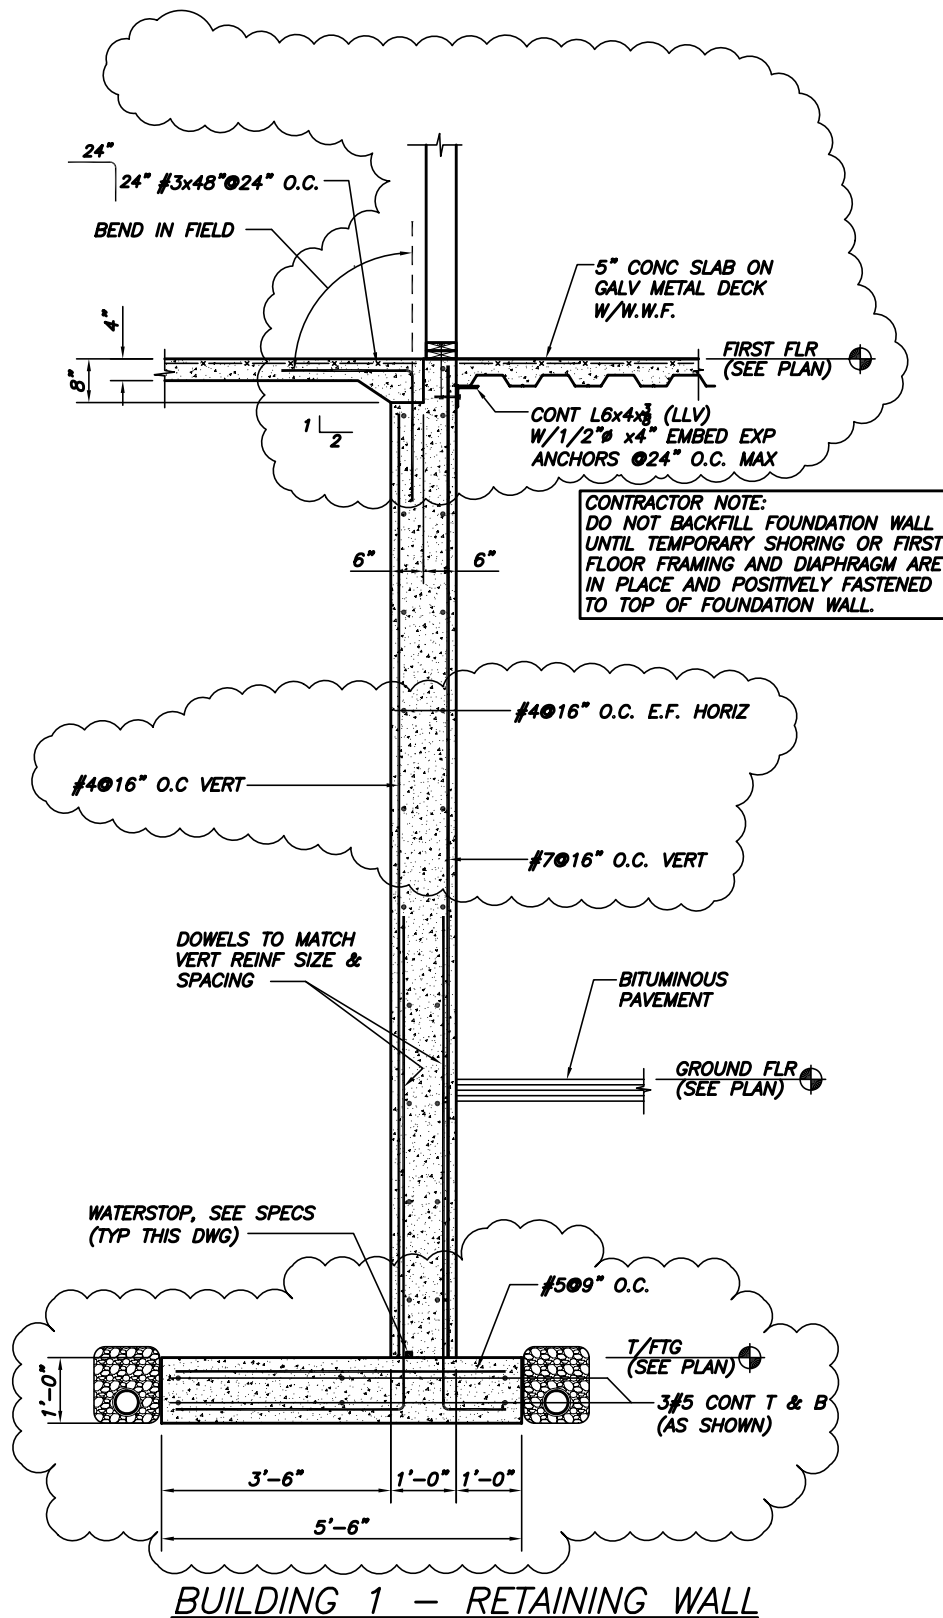 24"
24" #3x48"@24" O.C.
BEND IN FIELD
4"
8"
1
2
5" CONC SLAB ON
GALV METAL DECK
W/W.W.F.
FIRST FLR
(SEE PLAN)
CONT L6x4x3/8 (LLV)
W/1/2"ø x4" EMBED EXP
ANCHORS @24" O.C. MAX
CONTRACTOR NOTE:
DO NOT BACKFILL FOUNDATION WALL
UNTIL TEMPORARY SHORING OR FIRST
FLOOR FRAMING AND DIAPHRAGM ARE
IN PLACE AND POSITIVELY FASTENED
TO TOP OF FOUNDATION WALL.
6" 6"
#4@16" O.C. E.F. HORIZ
#4@16" O.C VERT
#7@16" O.C. VERT
DOWELS TO MATCH
VERT REINF SIZE &
SPACING
BITUMINOUS
PAVEMENT
GROUND FLR
(SEE PLAN)
WATERSTOP, SEE SPECS
(TYP THIS DWG)
#5@9" O.C.
T/FTG
(SEE PLAN)
1'-0"
3#5 CONT T & B
(AS SHOWN)
3'-6" 1'-0" 1'-0"
5'-6"
BUILDING 1 - RETAINING WALL